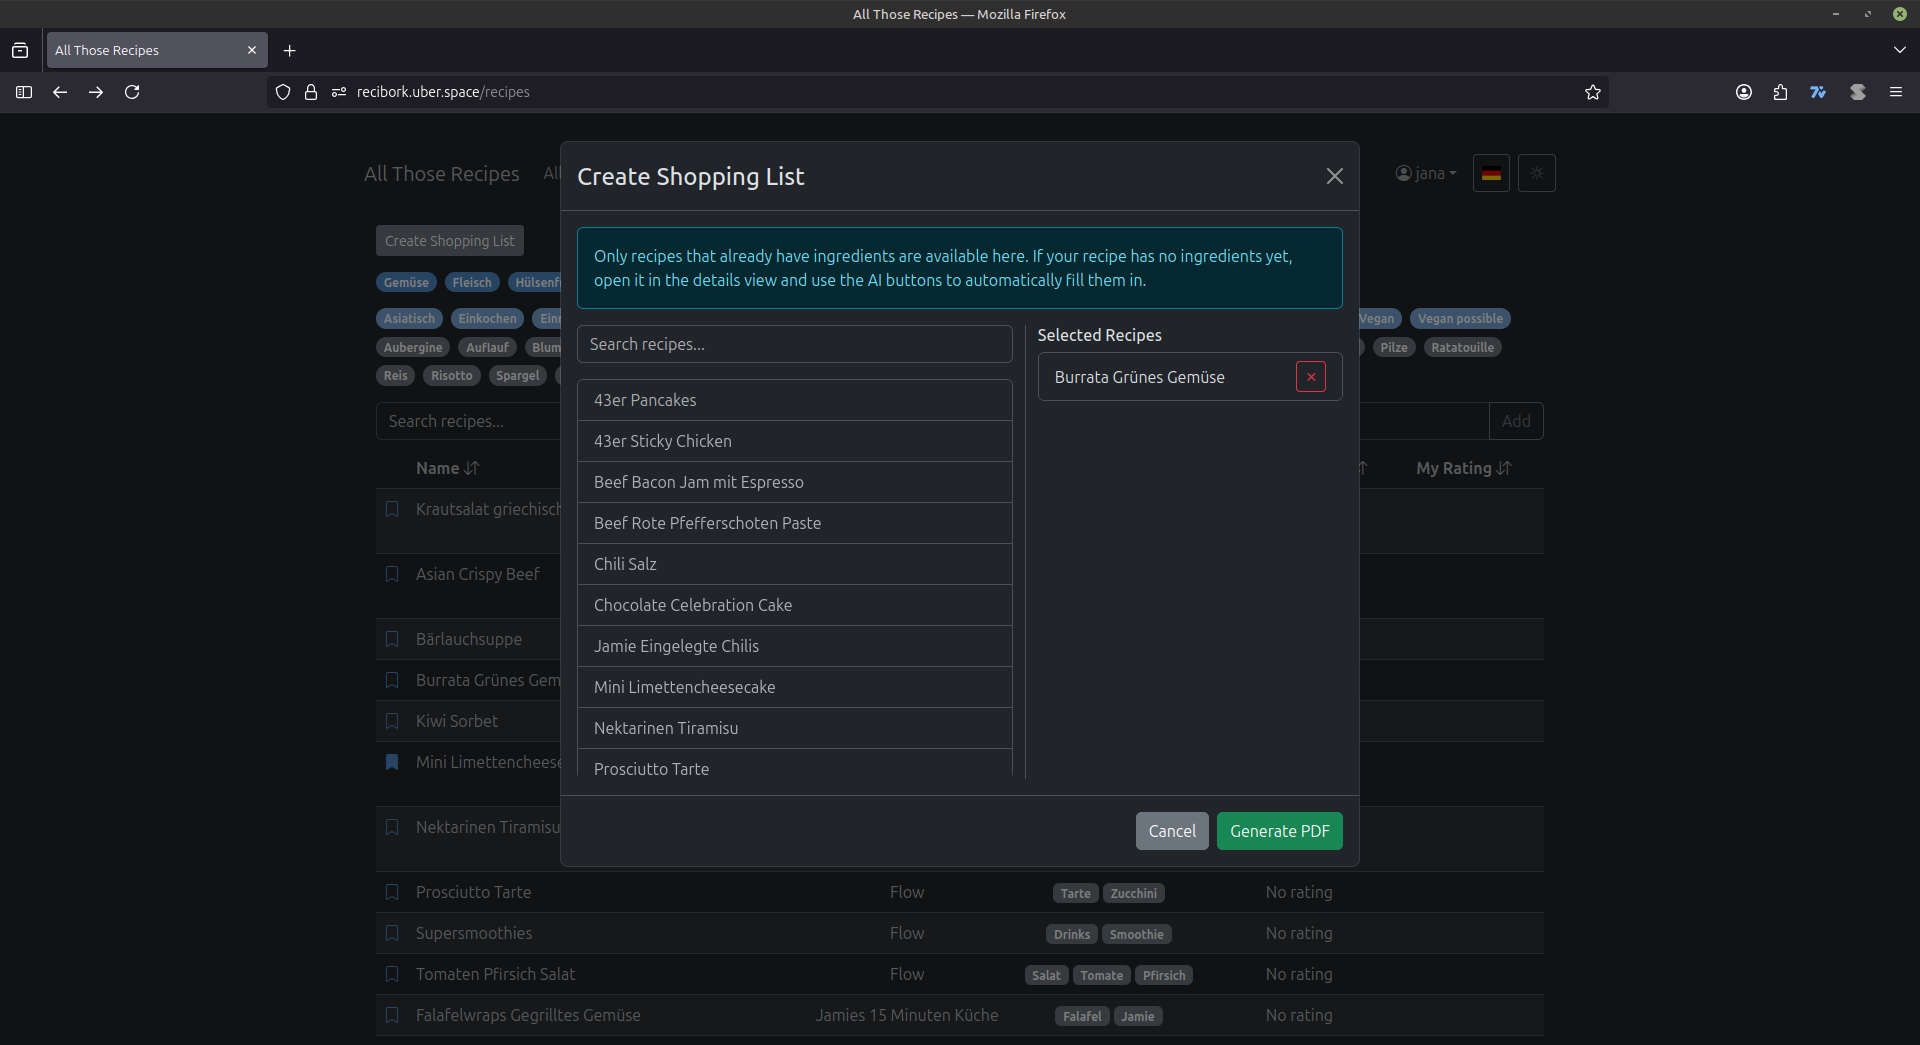 All Those Recipes — Mozilla Firefox
All Those Recipes
recibork.uber.space/recipes
All Those Recipes
All
jana
Create Shopping List
Gemüse Fleisch
Asiatisch Einkochen Vegan Vegan possible
Aubergine Auflauf Pilze Ratatouille
Reis Risotto Spargel
Search recipes...
Add
Name My Rating
Krautsalat griechisch
Asian Crispy Beef
Bärlauchsuppe
Burrata Grünes Gem
Kiwi Sorbet
Mini Limettencheese
Nektarinen Tiramisu
Prosciutto Tarte Flow Tarte Zucchini No rating
Supersmoothies Flow Drinks Smoothie No rating
Tomaten Pfirsich Salat Flow Salat Tomate Pfirsich No rating
Falafelwraps Gegrilltes Gemüse Jamies 15 Minuten Küche Falafel Jamie No rating
Create Shopping List
Only recipes that already have ingredients are available here. If your recipe has no ingredients yet,
open it in the details view and use the AI buttons to automatically fill them in.
Search recipes...
43er Pancakes
43er Sticky Chicken
Beef Bacon Jam mit Espresso
Beef Rote Pfefferschoten Paste
Chili Salz
Chocolate Celebration Cake
Jamie Eingelegte Chilis
Mini Limettencheesecake
Nektarinen Tiramisu
Prosciutto Tarte
Selected Recipes
Burrata Grünes Gemüse
Cancel Generate PDF